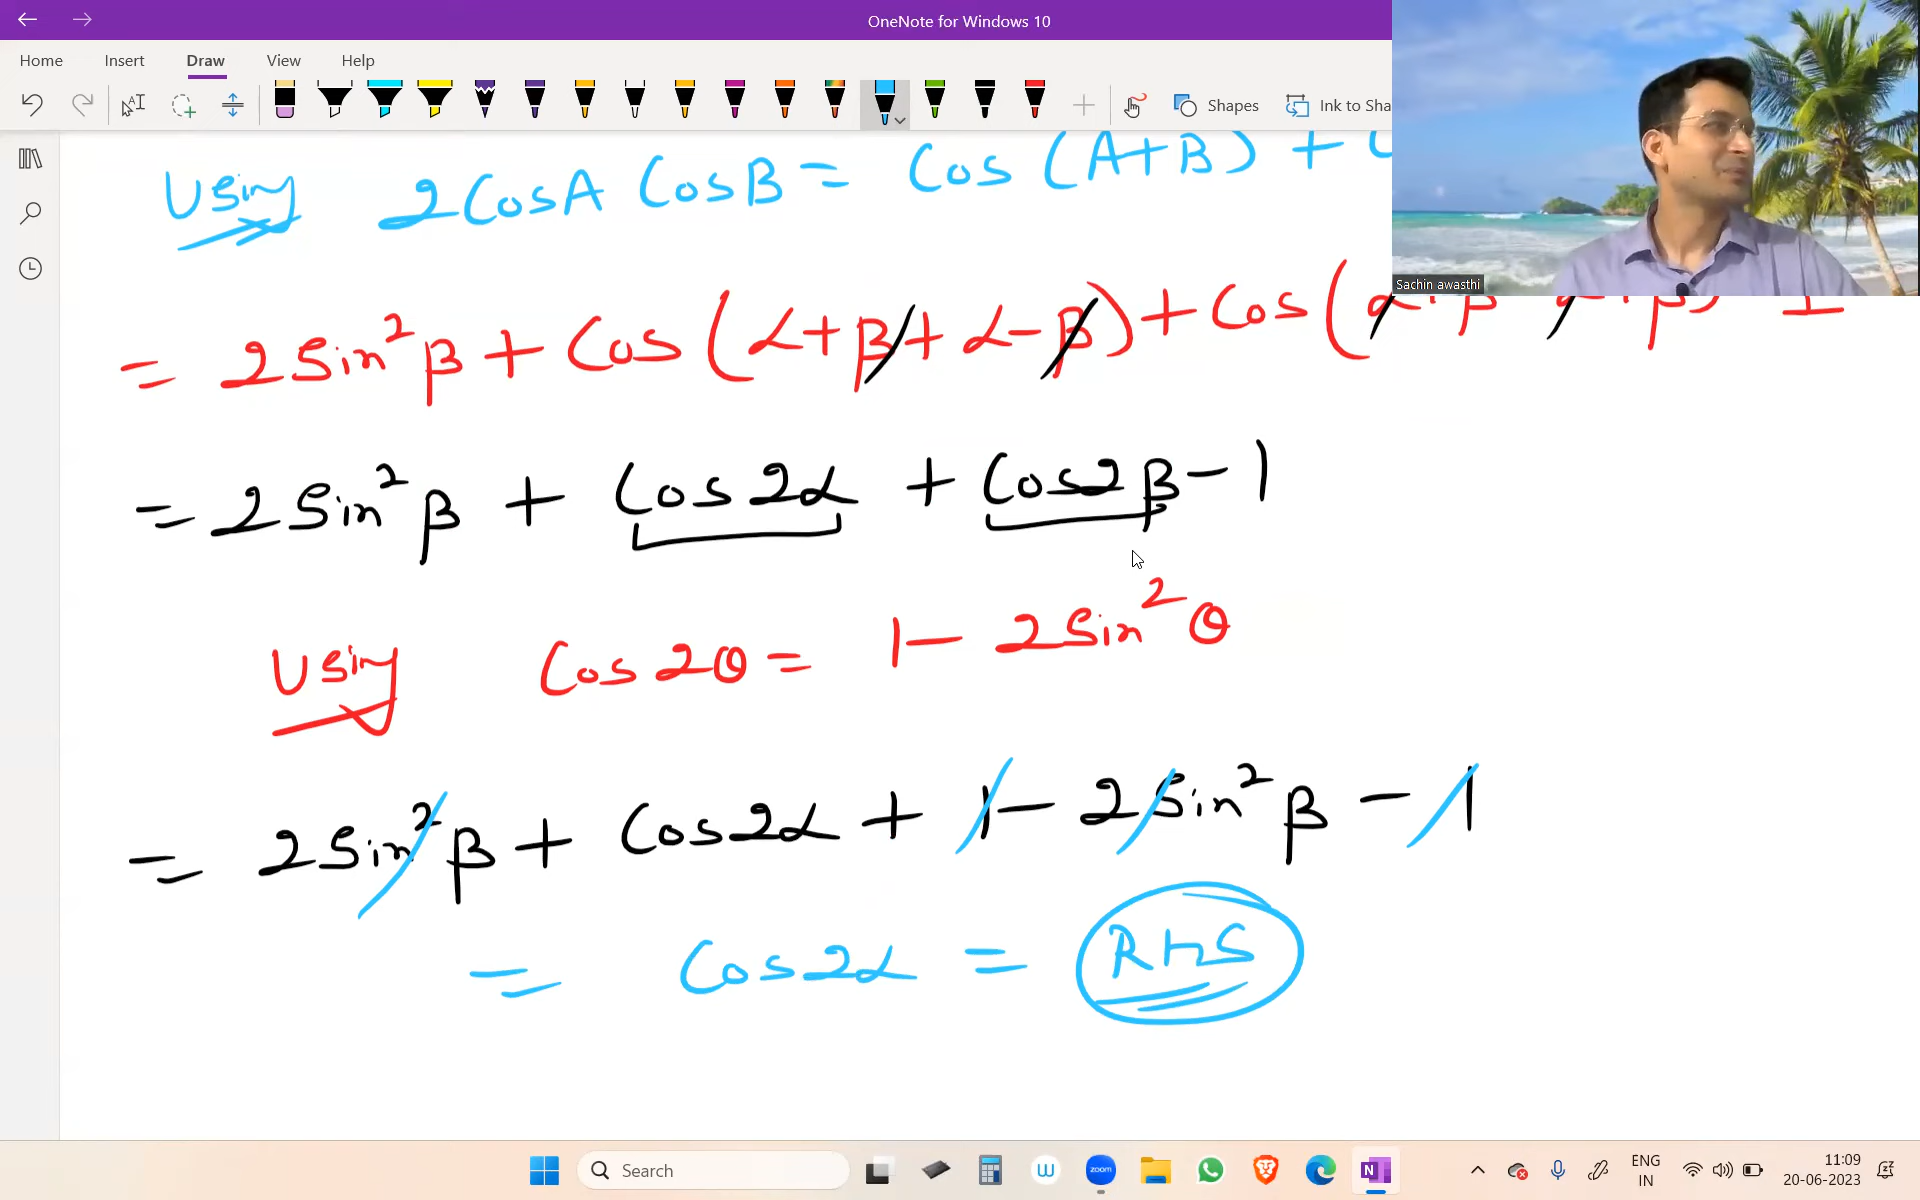 OneNote for Windows 10
Home Insert Draw View Help
Shapes Ink to Sha
Using 2CosA CosB = Cos (A+B) +
Sachin awasthi
= 2Sin²β + Cos (α+β+α-β) + Cos (
= 2Sin²β + Cos2α + Cos2β - 1
Using Cos2θ = 1 - 2Sin²θ
= 2Sin²β + Cos2α + 1 - 2Sin²β - 1
= Cos2α = RHS
Search
zoom
ENG
IN
11:09
20-06-2023